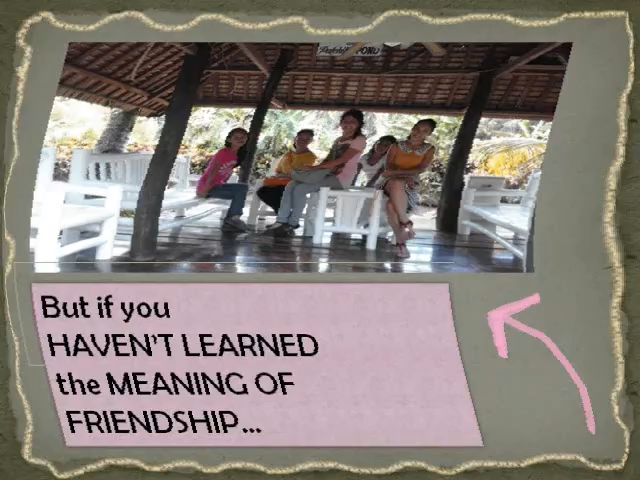 But if you
HAVEN'T LEARNED
the MEANING OF
FRIENDSHIP...